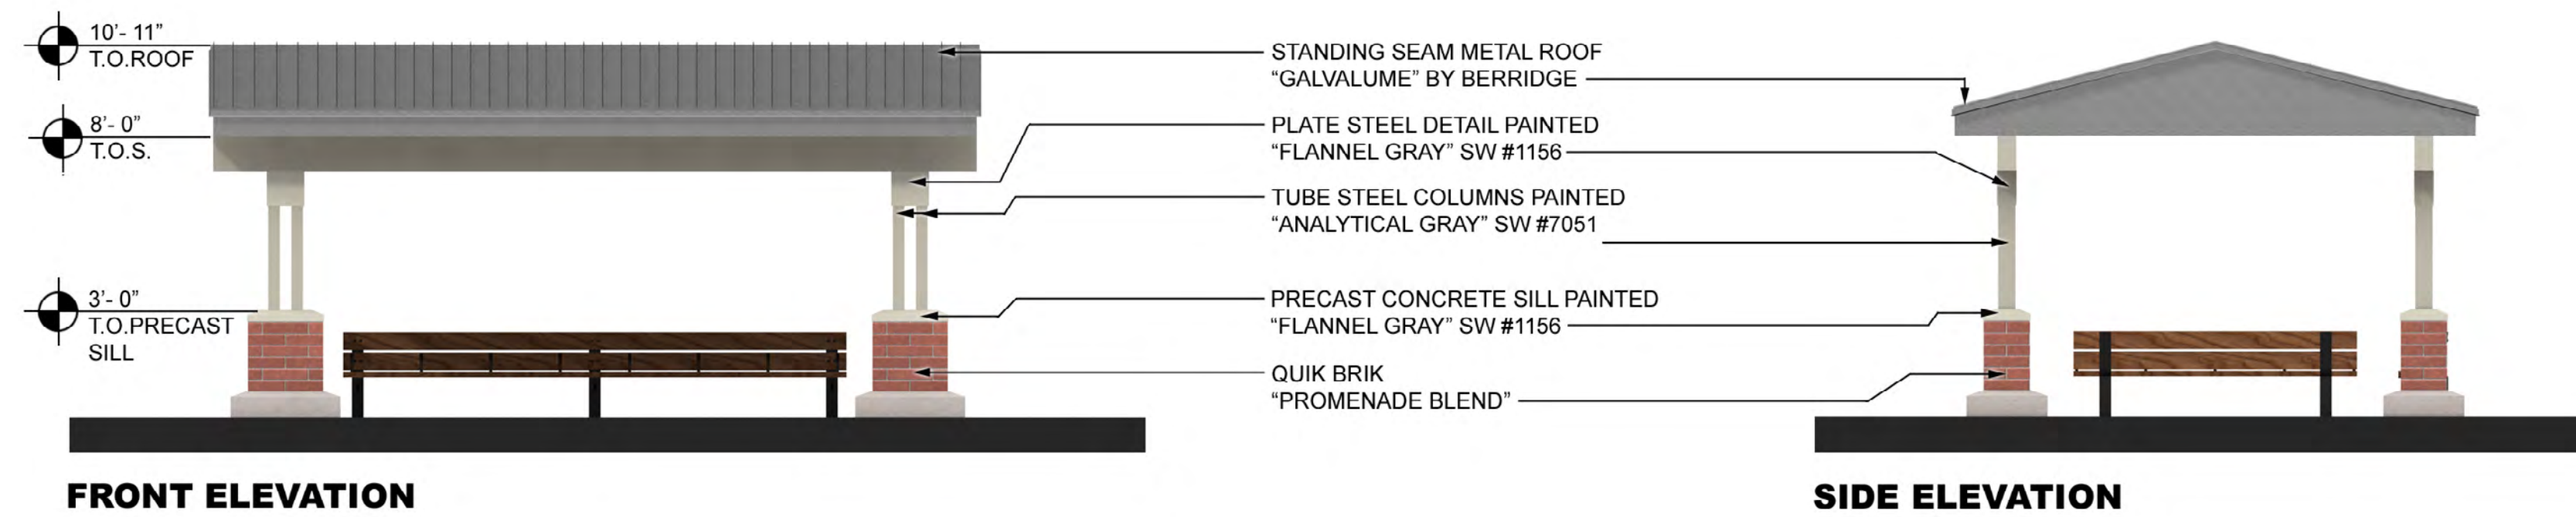 10'- 11”
T.O.ROOF
8'- 0”
T.O.S.
3'- 0”
T.O.PRECAST
SILL
STANDING SEAM METAL ROOF
“GALVALUME” BY BERRIDGE
PLATE STEEL DETAIL PAINTED
“FLANNEL GRAY” SW #1156
TUBE STEEL COLUMNS PAINTED
“ANALYTICAL GRAY” SW #7051
PRECAST CONCRETE SILL PAINTED
“FLANNEL GRAY” SW #1156
QUIK BRIK
“PROMENADE BLEND”
FRONT ELEVATION
SIDE ELEVATION